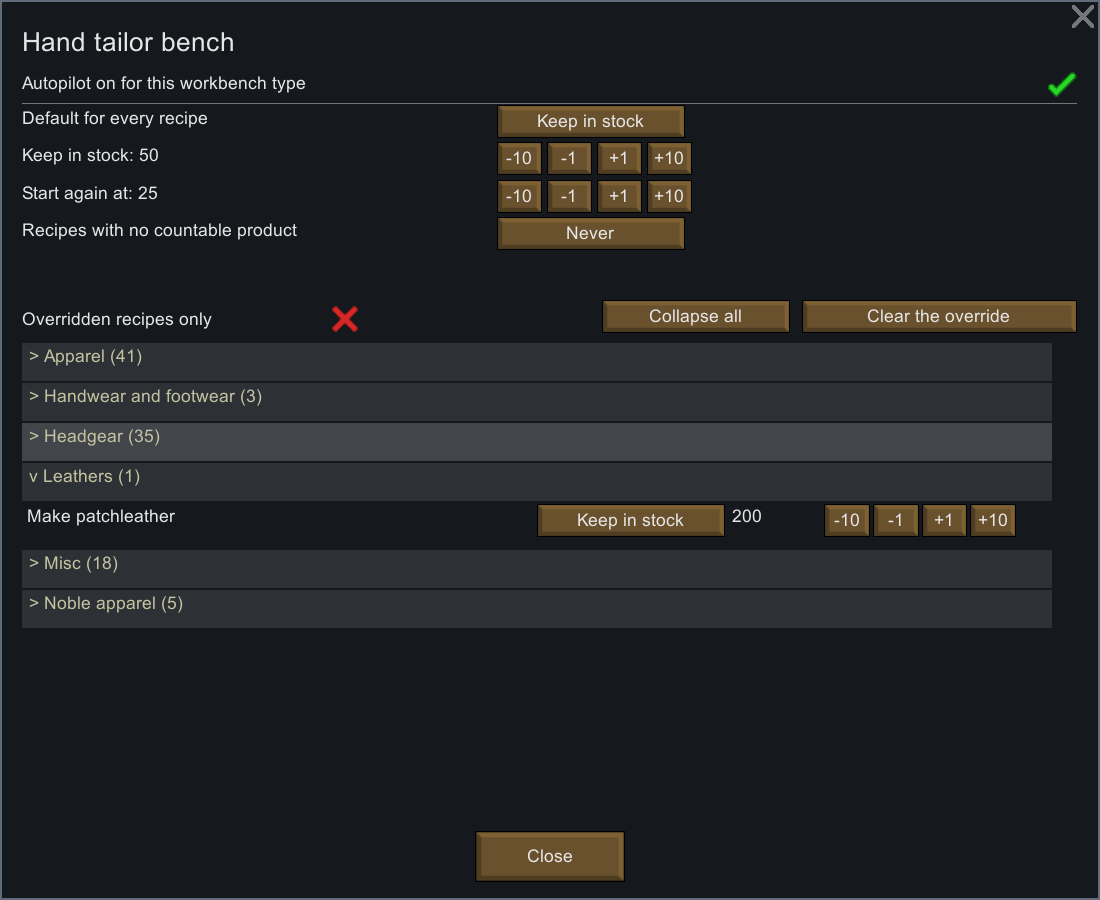 Hand tailor bench
Autopilot on for this workbench type
Default for every recipe
Keep in stock
Keep in stock: 50
-10 -1 +1 +10
Start again at: 25
-10 -1 +1 +10
Recipes with no countable product
Never
Overridden recipes only
Collapse all
Clear the override
> Apparel (41)
> Handwear and footwear (3)
> Headgear (35)
v Leathers (1)
Make patchleather
Keep in stock
200
-10 -1 +1 +10
> Misc (18)
> Noble apparel (5)
Close